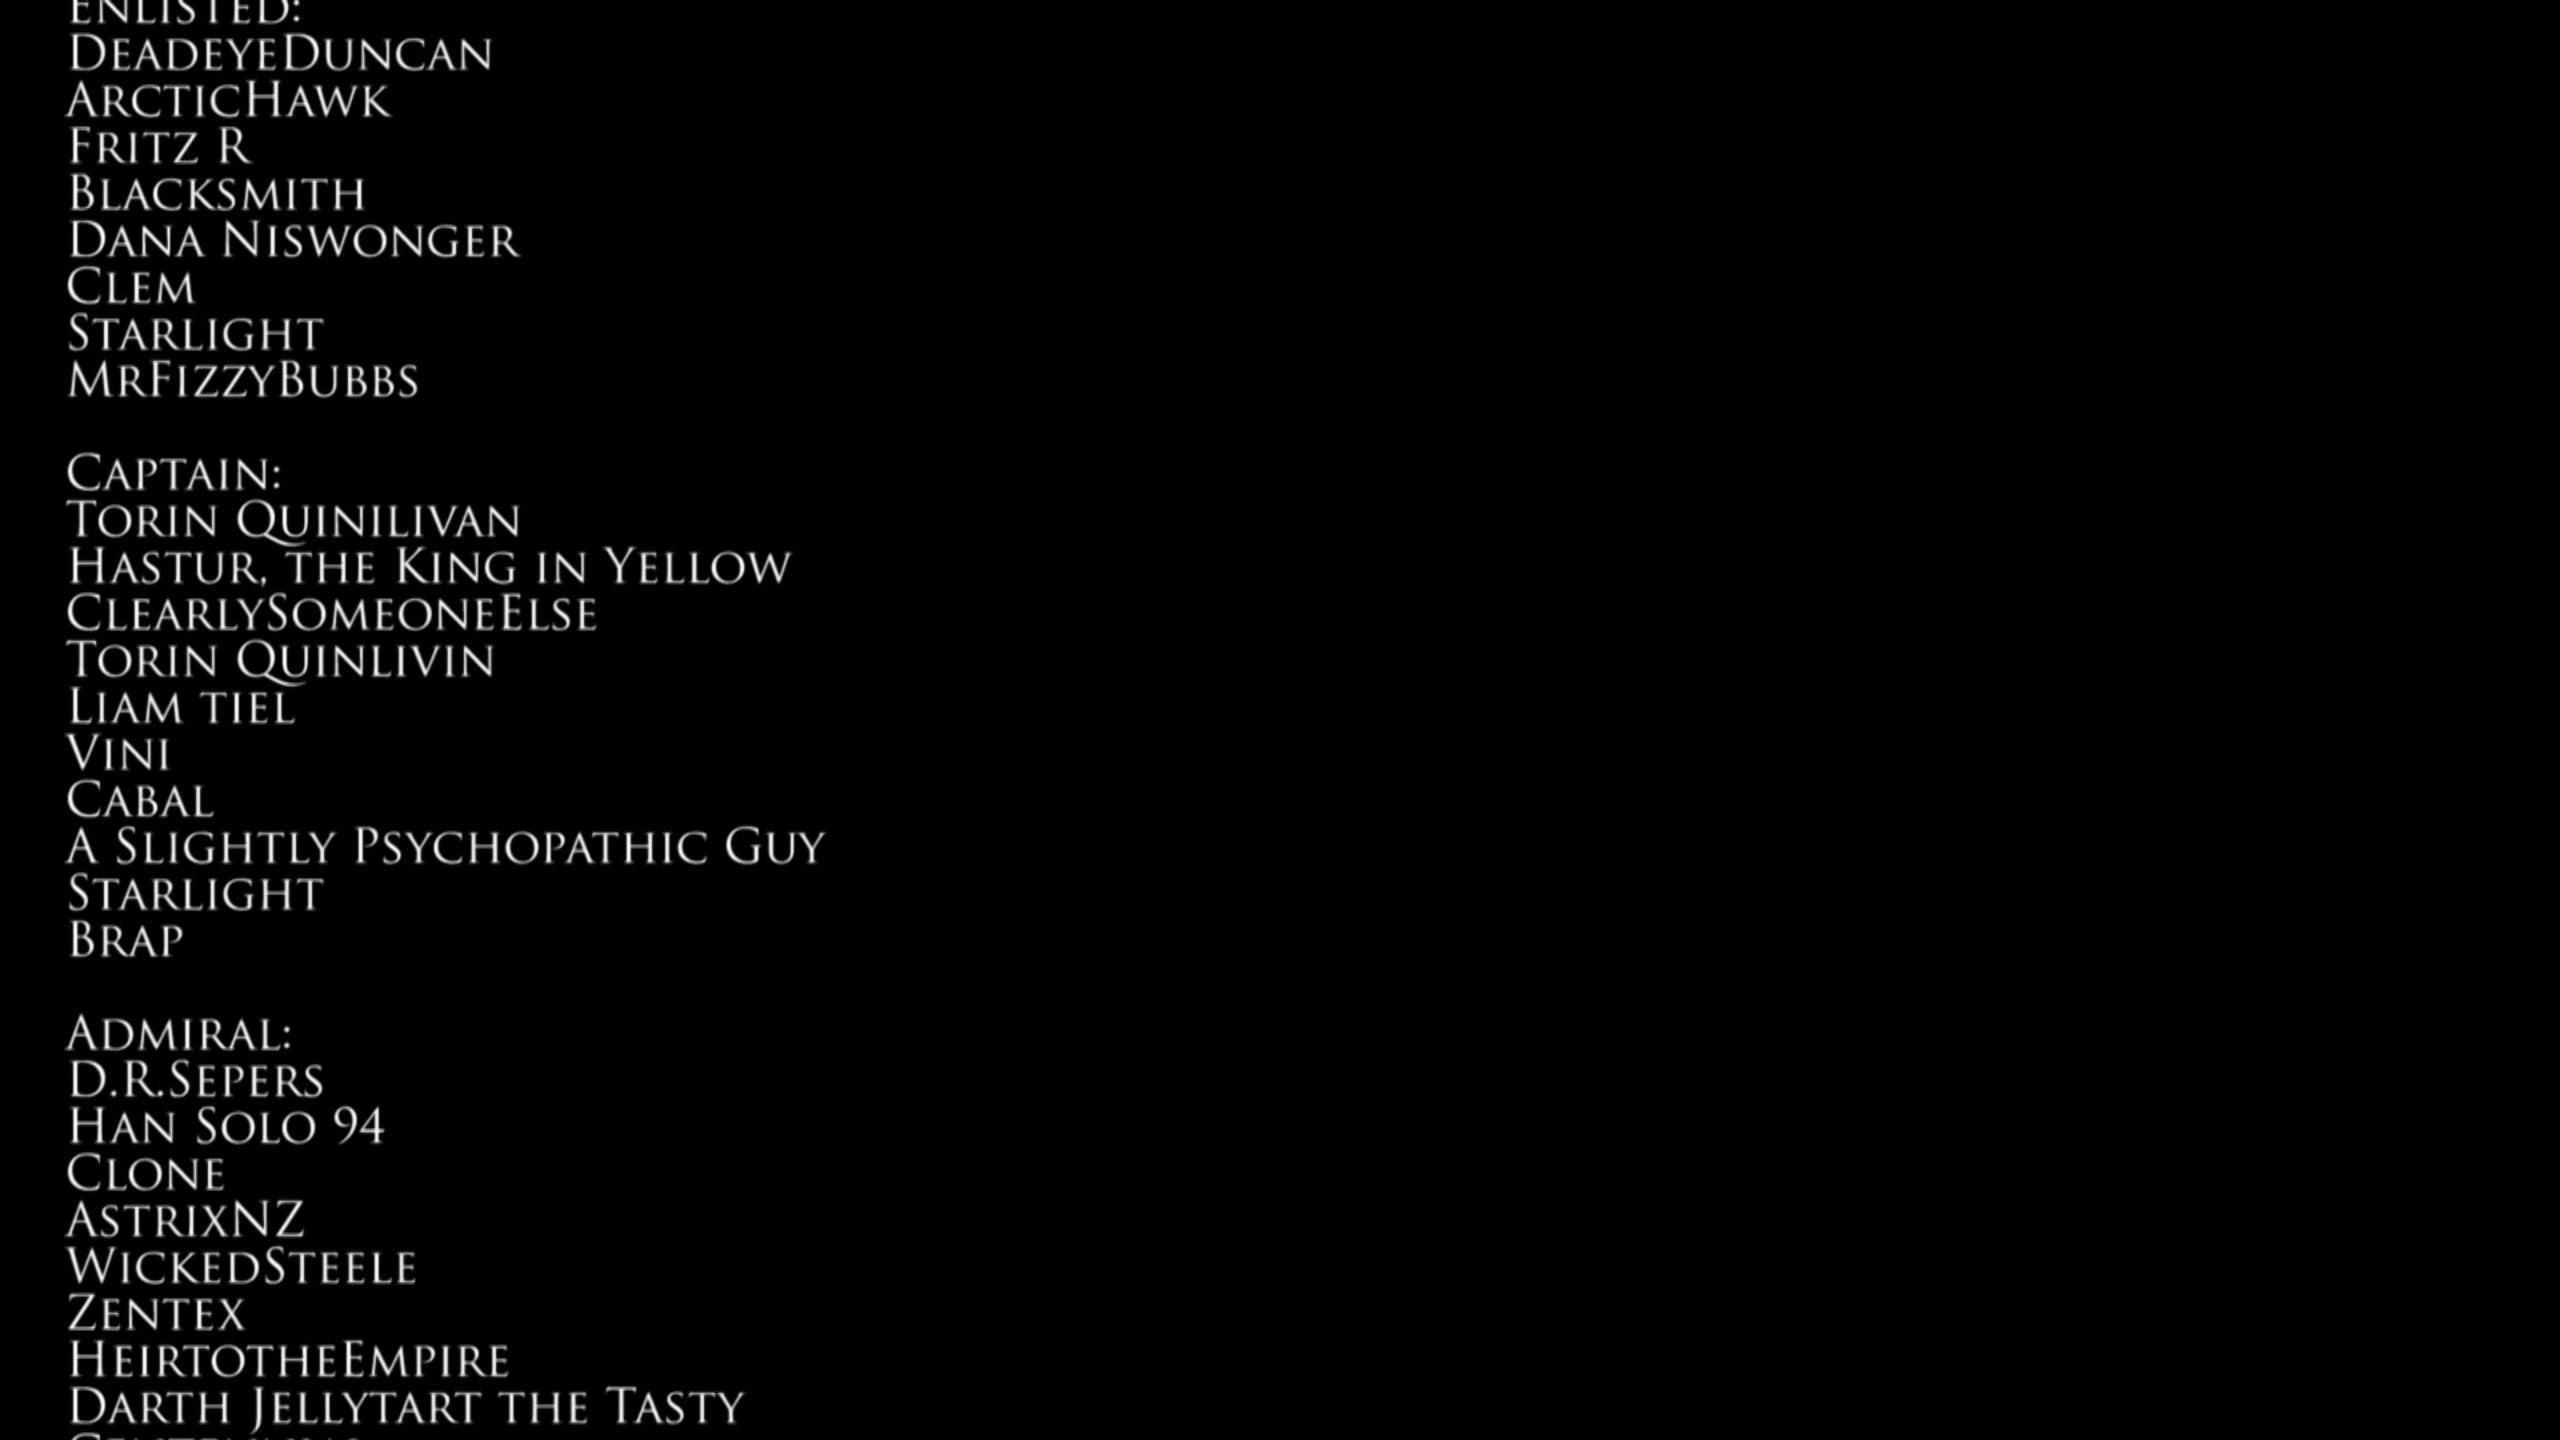 Enlisted:
DeadeyeDuncan
ArcticHawk
Fritz R
Blacksmith
Dana Niswonger
Clem
Starlight
MrFizzyBubbs
Captain:
Torin Quinilivan
Hastur, the King in Yellow
ClearlySomeoneElse
Torin Quinlivin
Liam tiel
Vini
Cabal
A Slightly Psychopathic Guy
Starlight
Brap
Admiral:
D.R.Sepers
Han Solo 94
Clone
AstrixNZ
WickedSteele
Zentex
HeirtotheEmpire
Darth Jellytart the Tasty